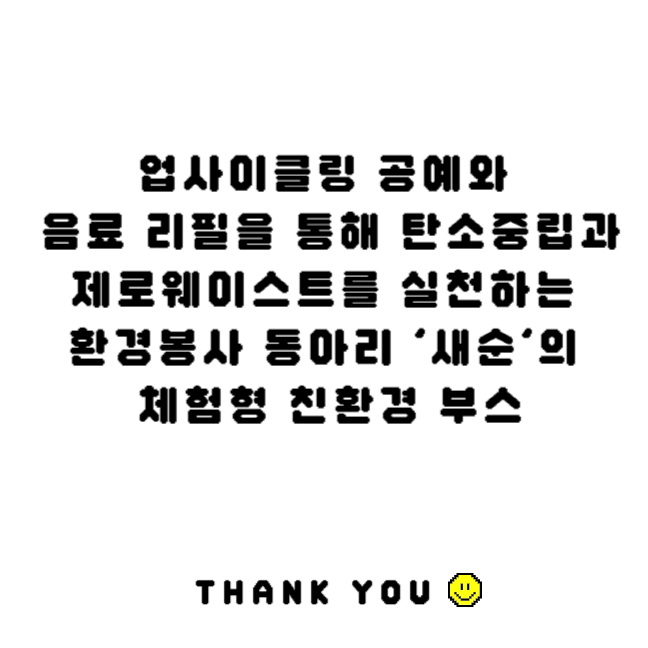 업사이클링 공예와
음료 리필을 통해 탄소중립과
제로웨이스트를 실천하는
환경봉사 동아리 '새순'의
체험형 친환경 부스
THANK YOU